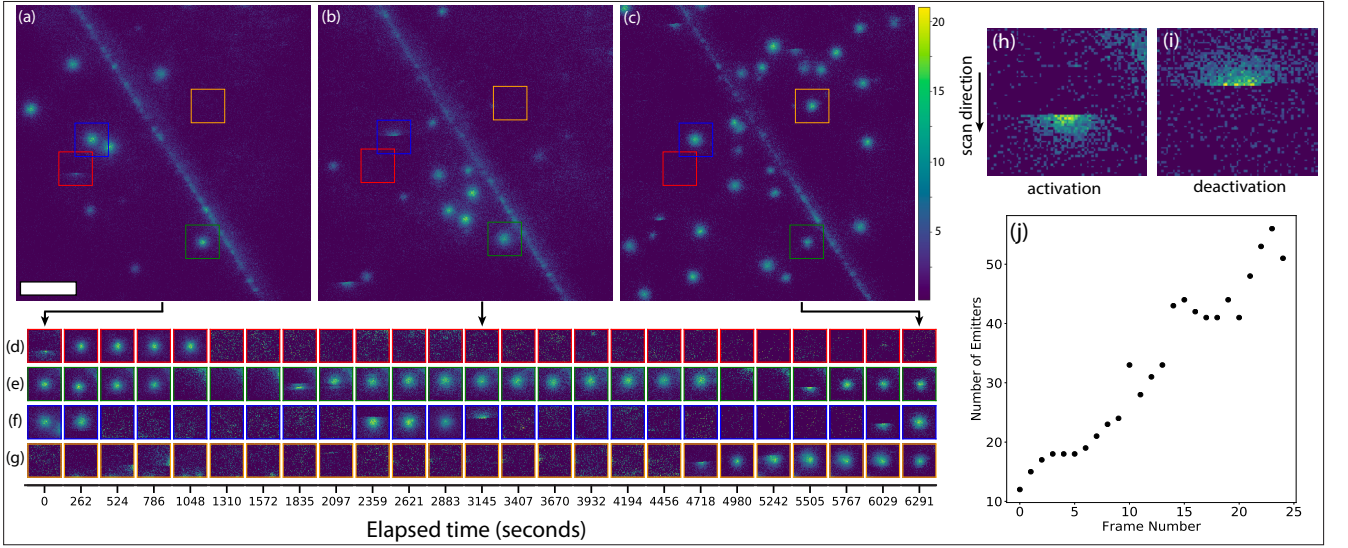 (a)
(b)
(c)
20
15
10
5
(h)
(i)
scan direction
activation
deactivation
(d)
(e)
(f)
(g)
0 262 524 786 1048 1310 1572 1835 2097 2359 2621 2883 3145 3407 3670 3932 4194 4456 4718 4980 5242 5505 5767 6029 6291
Elapsed time (seconds)
(j)
Number of Emitters
50
40
30
20
10
0 5 10 15 20 25
Frame Number